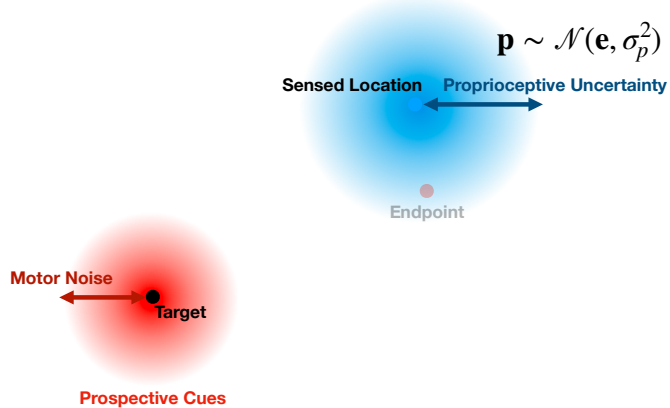 p ~ 𝒩(e, σ_p^2)
Sensed Location
Proprioceptive Uncertainty
Endpoint
Motor Noise
Target
Prospective Cues